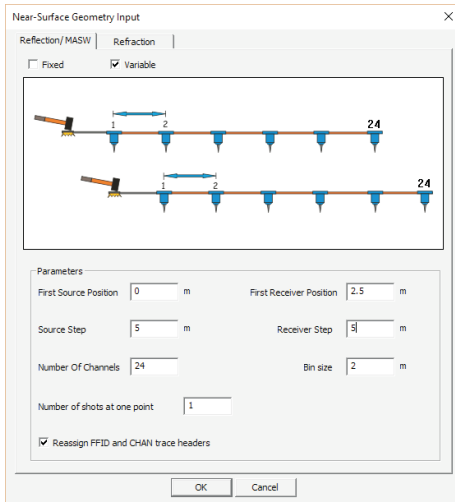 Near-Surface Geometry Input
Reflection/MASW Refraction
Fixed Variable
1 2 24
1 2 24
Parameters
First Source Position 0 m First Receiver Position 2.5 m
Source Step 5 m Receiver Step 5 m
Number Of Channels 24 Bin size 2 m
Number of shots at one point 1
Reassign FFID and CHAN trace headers
OK Cancel